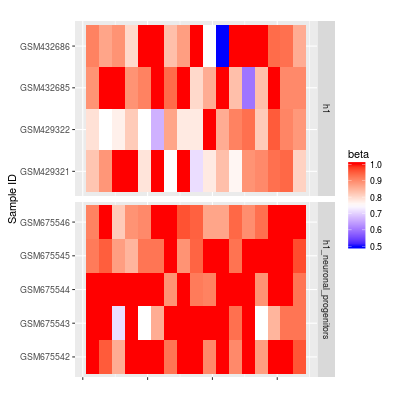 GSM432686
GSM432685
GSM429322
GSM429321
h1
GSM675546
GSM675545
GSM675544
GSM675543
GSM675542
h1_neuronal_progenitors
Sample ID
beta
1.0
0.9
0.8
0.7
0.6
0.5